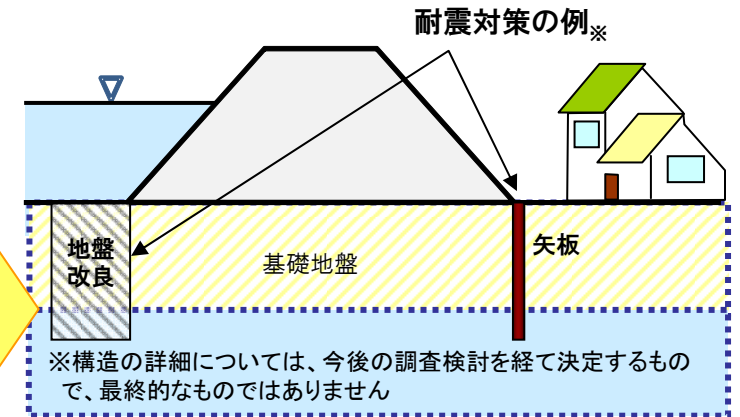 耐震対策の例※
地盤
改良
基礎地盤
矢板
※構造の詳細については、今後の調査検討を経て決定するもの
で、最終的なものではありません